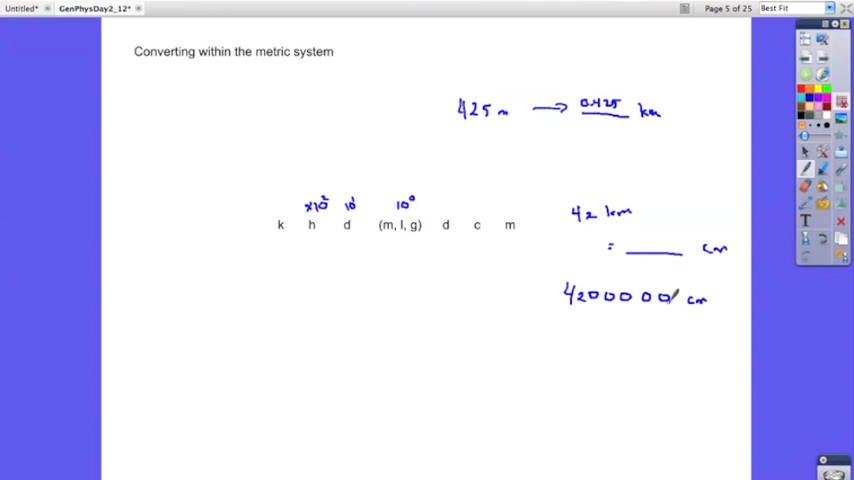 Untitled* GenPhysDay2_12* Page 5 of 25 Best Fit
Converting within the metric system
425 m → 0.425 km
×10² 10¹ 10⁰
k h d (m, l, g) d c m
42 km
= ______ cm
4200000 cm
T